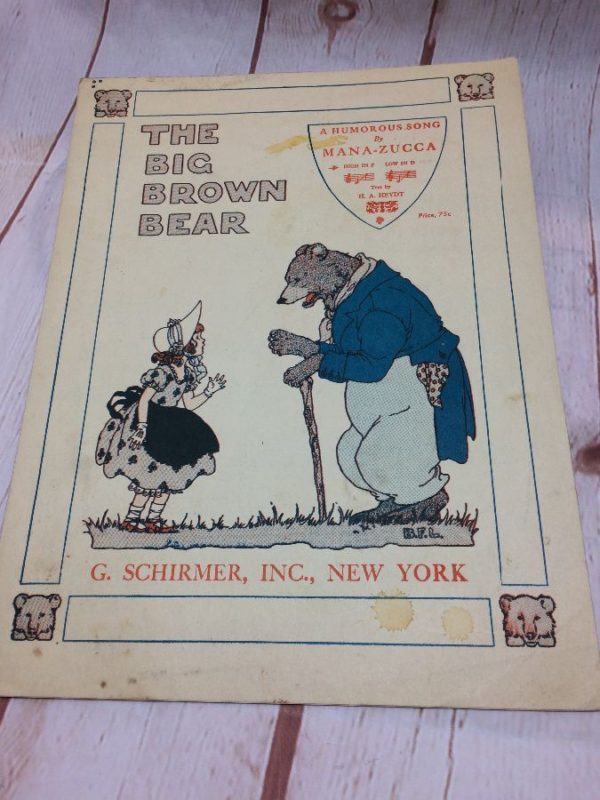 THE
BIG
BROWN
BEAR
A HUMOROUS SONG
By
MANA-ZUCCA
HIGH IN F LOW IN D
Text by
H. A. HEYDT
Price, 75c
B.F.L.
G. SCHIRMER, INC., NEW YORK